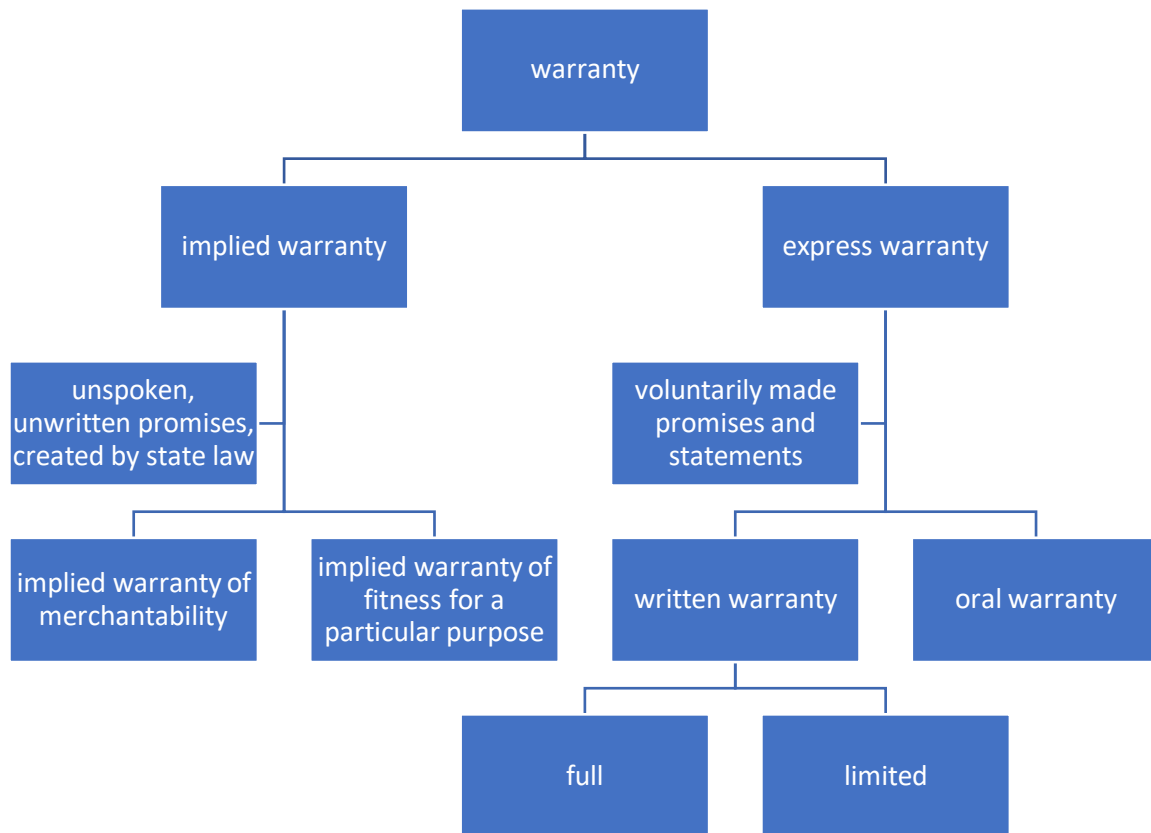 warranty
implied warranty
express warranty
unspoken,
unwritten promises,
created by state law
voluntarily made
promises and
statements
implied warranty of
merchantability
implied warranty of
fitness for a
particular purpose
written warranty
oral warranty
full
limited